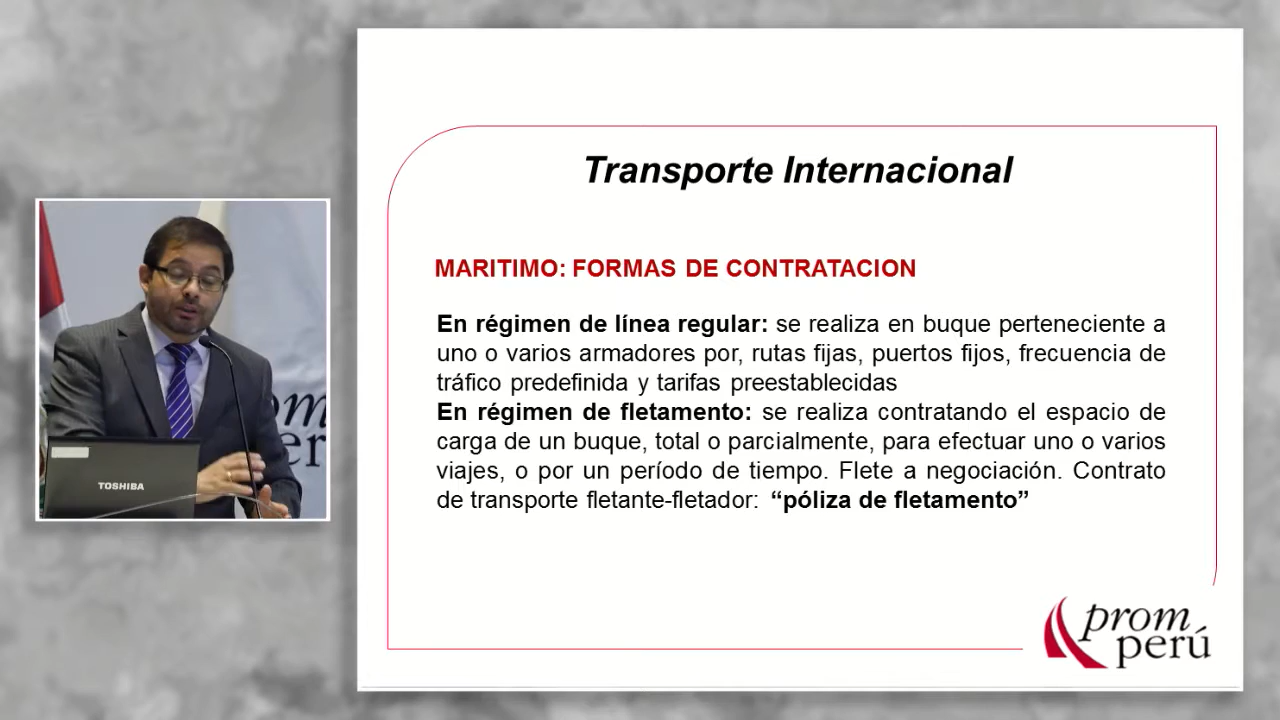 Transporte Internacional
MARITIMO: FORMAS DE CONTRATACION
En régimen de línea regular: se realiza en buque perteneciente a
uno o varios armadores por, rutas fijas, puertos fijos, frecuencia de
tráfico predefinida y tarifas preestablecidas
En régimen de fletamento: se realiza contratando el espacio de
carga de un buque, total o parcialmente, para efectuar uno o varios
viajes, o por un período de tiempo. Flete a negociación. Contrato
de transporte fletante-fletador: “póliza de fletamento”
prom
perú
TOSHIBA